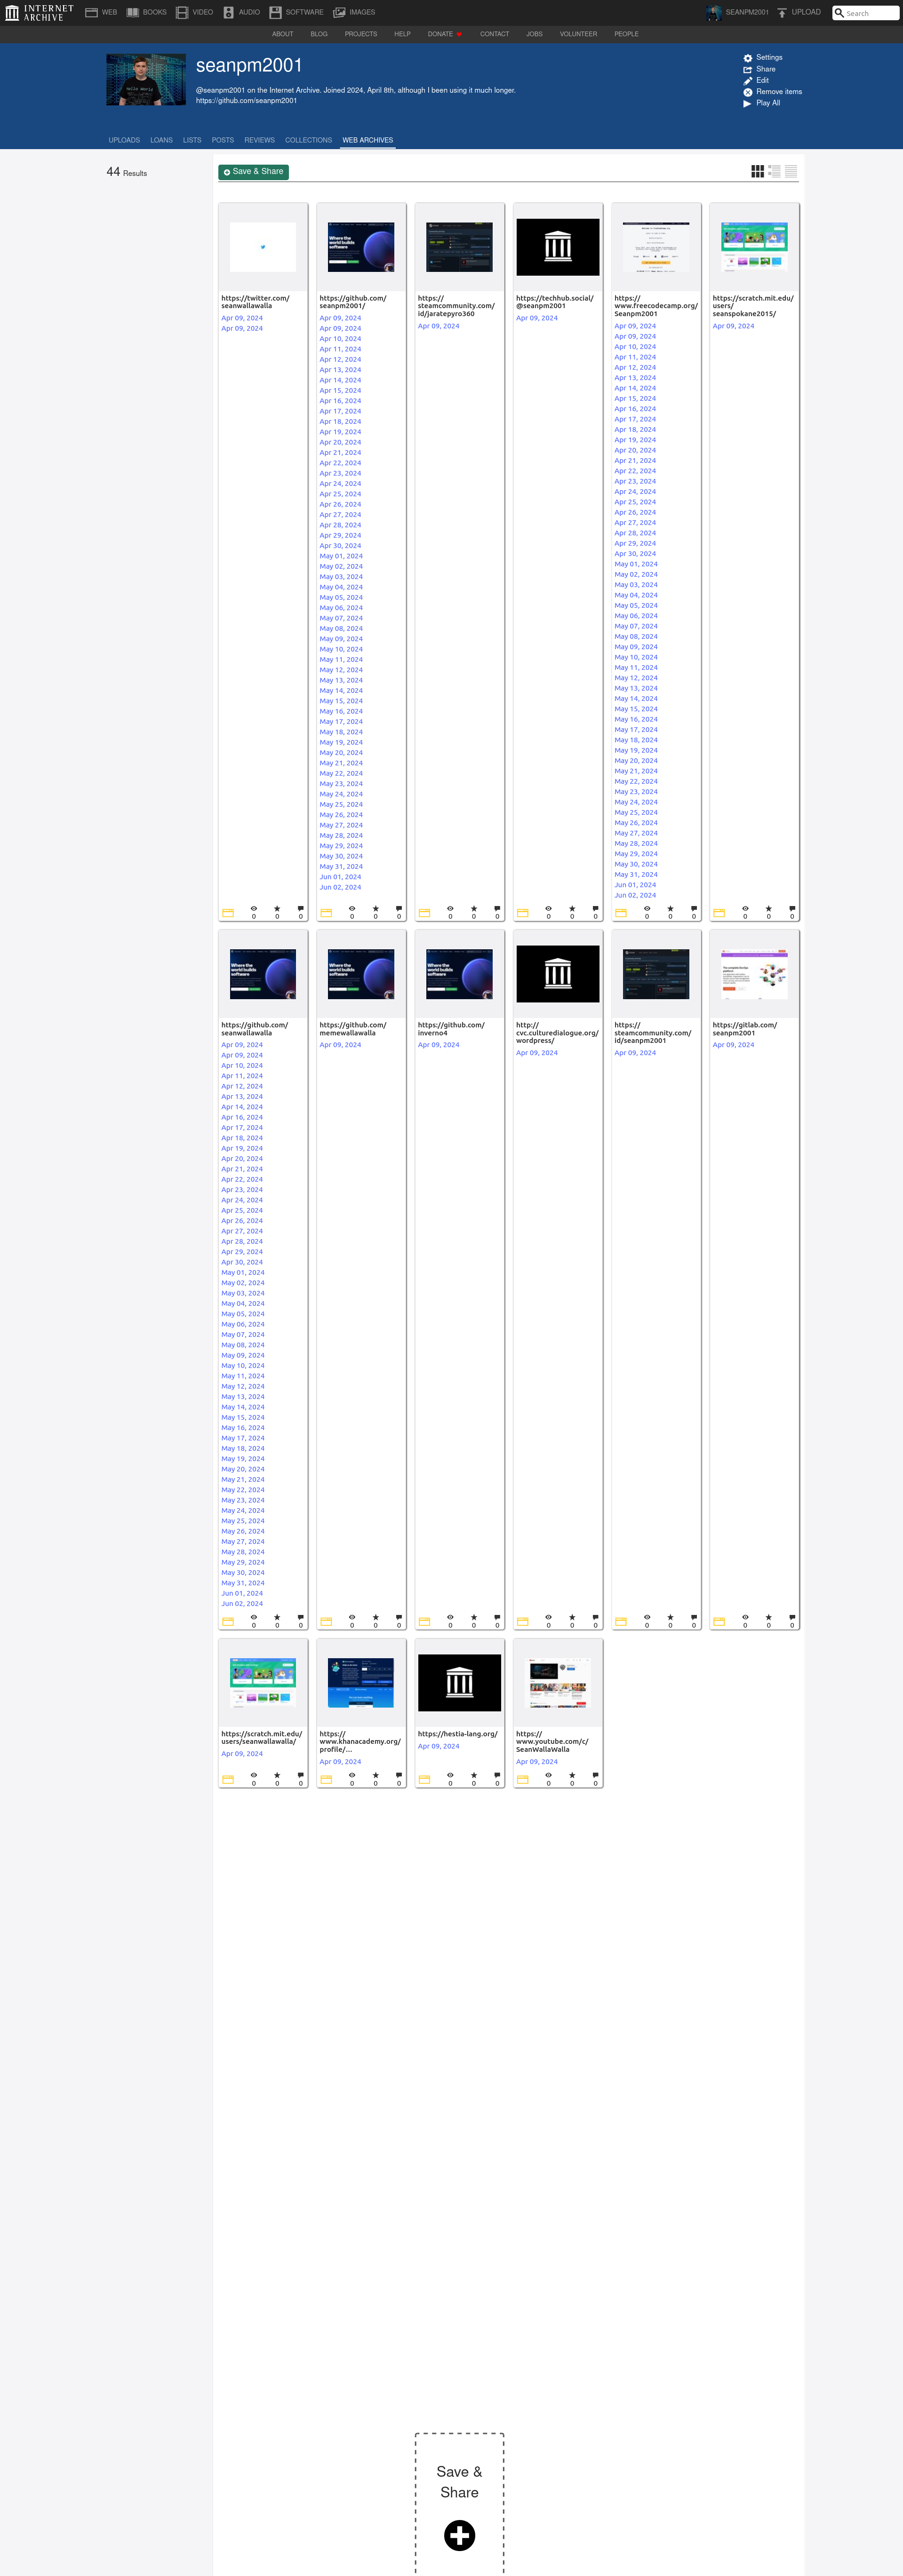 INTERNET ARCHIVE
WEB
BOOKS
VIDEO
AUDIO
SOFTWARE
IMAGES
SEANPM2001
UPLOAD
Search
ABOUT
BLOG
PROJECTS
HELP
DONATE
CONTACT
JOBS
VOLUNTEER
PEOPLE
seanpm2001
@seanpm2001 on the Internet Archive. Joined 2024, April 8th, although I been using it much longer.
https://github.com/seanpm2001
Settings
Share
Edit
Remove items
Play All
UPLOADS
LOANS
LISTS
POSTS
REVIEWS
COLLECTIONS
WEB ARCHIVES
44 Results
Save & Share
https://twitter.com/
seanwallawalla
Apr 09, 2024
Apr 09, 2024
0 0 0
Where the
world builds
software
https://github.com/
seanpm2001/
Apr 09, 2024
Apr 09, 2024
Apr 10, 2024
Apr 11, 2024
Apr 12, 2024
Apr 13, 2024
Apr 14, 2024
Apr 15, 2024
Apr 16, 2024
Apr 17, 2024
Apr 18, 2024
Apr 19, 2024
Apr 20, 2024
Apr 21, 2024
Apr 22, 2024
Apr 23, 2024
Apr 24, 2024
Apr 25, 2024
Apr 26, 2024
Apr 27, 2024
Apr 28, 2024
Apr 29, 2024
Apr 30, 2024
May 01, 2024
May 02, 2024
May 03, 2024
May 04, 2024
May 05, 2024
May 06, 2024
May 07, 2024
May 08, 2024
May 09, 2024
May 10, 2024
May 11, 2024
May 12, 2024
May 13, 2024
May 14, 2024
May 15, 2024
May 16, 2024
May 17, 2024
May 18, 2024
May 19, 2024
May 20, 2024
May 21, 2024
May 22, 2024
May 23, 2024
May 24, 2024
May 25, 2024
May 26, 2024
May 27, 2024
May 28, 2024
May 29, 2024
May 30, 2024
May 31, 2024
Jun 01, 2024
Jun 02, 2024
0 0 0
https://
steamcommunity.com/
id/jaratepyro360
Apr 09, 2024
0 0 0
https://techhub.social/
@seanpm2001
Apr 09, 2024
0 0 0
https://
www.freecodecamp.org/
Seanpm2001
Apr 09, 2024
Apr 09, 2024
Apr 10, 2024
Apr 11, 2024
Apr 12, 2024
Apr 13, 2024
Apr 14, 2024
Apr 15, 2024
Apr 16, 2024
Apr 17, 2024
Apr 18, 2024
Apr 19, 2024
Apr 20, 2024
Apr 21, 2024
Apr 22, 2024
Apr 23, 2024
Apr 24, 2024
Apr 25, 2024
Apr 26, 2024
Apr 27, 2024
Apr 28, 2024
Apr 29, 2024
Apr 30, 2024
May 01, 2024
May 02, 2024
May 03, 2024
May 04, 2024
May 05, 2024
May 06, 2024
May 07, 2024
May 08, 2024
May 09, 2024
May 10, 2024
May 11, 2024
May 12, 2024
May 13, 2024
May 14, 2024
May 15, 2024
May 16, 2024
May 17, 2024
May 18, 2024
May 19, 2024
May 20, 2024
May 21, 2024
May 22, 2024
May 23, 2024
May 24, 2024
May 25, 2024
May 26, 2024
May 27, 2024
May 28, 2024
May 29, 2024
May 30, 2024
May 31, 2024
Jun 01, 2024
Jun 02, 2024
0 0 0
https://scratch.mit.edu/
users/
seanspokane2015/
Apr 09, 2024
0 0 0
Where the
world builds
software
https://github.com/
seanwallawalla
Apr 09, 2024
Apr 09, 2024
Apr 10, 2024
Apr 11, 2024
Apr 12, 2024
Apr 13, 2024
Apr 14, 2024
Apr 16, 2024
Apr 17, 2024
Apr 18, 2024
Apr 19, 2024
Apr 20, 2024
Apr 21, 2024
Apr 22, 2024
Apr 23, 2024
Apr 24, 2024
Apr 25, 2024
Apr 26, 2024
Apr 27, 2024
Apr 28, 2024
Apr 29, 2024
Apr 30, 2024
May 01, 2024
May 02, 2024
May 03, 2024
May 04, 2024
May 05, 2024
May 06, 2024
May 07, 2024
May 08, 2024
May 09, 2024
May 10, 2024
May 11, 2024
May 12, 2024
May 13, 2024
May 14, 2024
May 15, 2024
May 16, 2024
May 17, 2024
May 18, 2024
May 19, 2024
May 20, 2024
May 21, 2024
May 22, 2024
May 23, 2024
May 24, 2024
May 25, 2024
May 26, 2024
May 27, 2024
May 28, 2024
May 29, 2024
May 30, 2024
May 31, 2024
Jun 01, 2024
Jun 02, 2024
0 0 0
Where the
world builds
software
https://github.com/
memewallawalla
Apr 09, 2024
0 0 0
Where the
world builds
software
https://github.com/
inverno4
Apr 09, 2024
0 0 0
http://
cvc.culturedialogue.org/
wordpress/
Apr 09, 2024
0 0 0
https://
steamcommunity.com/
id/seanpm2001
Apr 09, 2024
0 0 0
https://gitlab.com/
seanpm2001
Apr 09, 2024
0 0 0
https://scratch.mit.edu/
users/seanwallawalla/
Apr 09, 2024
0 0 0
https://
www.khanacademy.org/
profile/...
Apr 09, 2024
0 0 0
https://hestia-lang.org/
Apr 09, 2024
0 0 0
https://
www.youtube.com/c/
SeanWallaWalla
Apr 09, 2024
0 0 0
Save &
Share